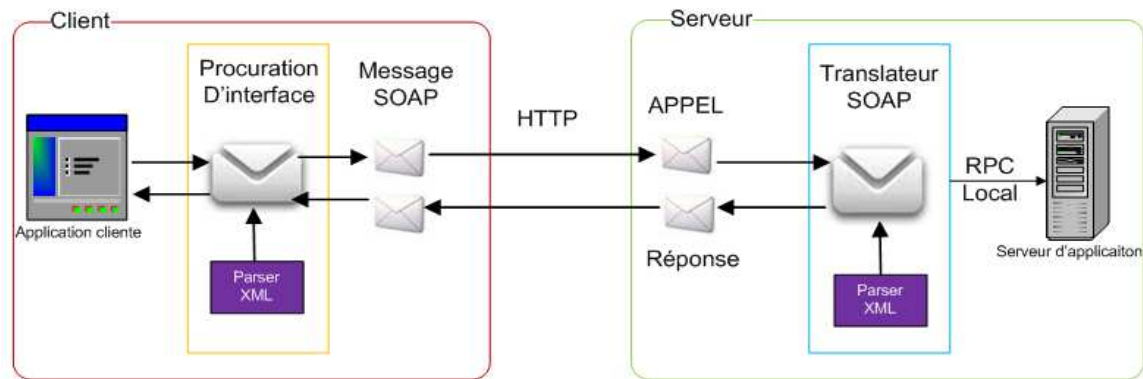 Client
Procuration
D'interface
Message
SOAP
Application cliente
Parser
XML
HTTP
Serveur
APPEL
Réponse
Translateur
SOAP
Parser
XML
RPC
Local
Serveur d'applicaiton